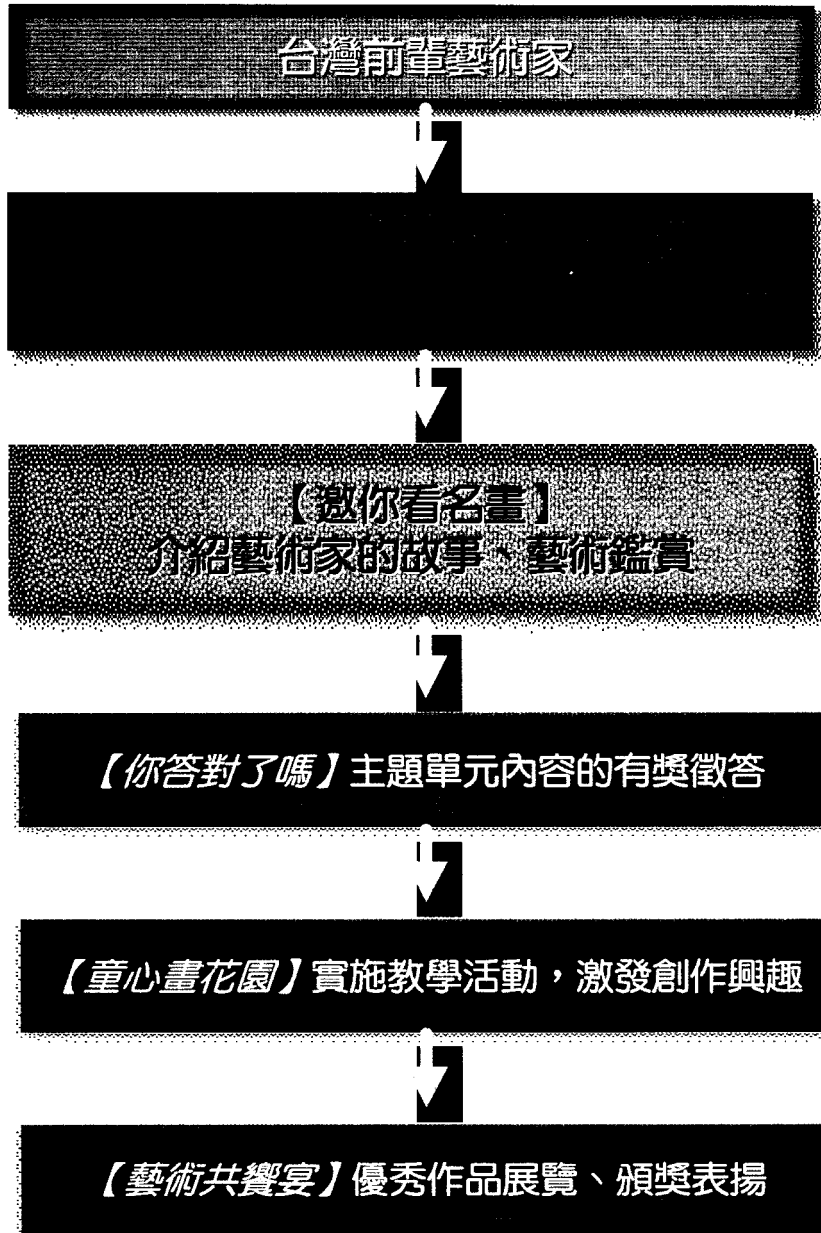 台灣前輩藝術家
【邀你看名畫】
介紹藝術家的故事、藝術鑑賞
【你答對了嗎】主題單元內容的有獎徵答
【童心畫花園】實施教學活動，激發創作興趣
【藝術共饗宴】優秀作品展覽、頒獎表揚